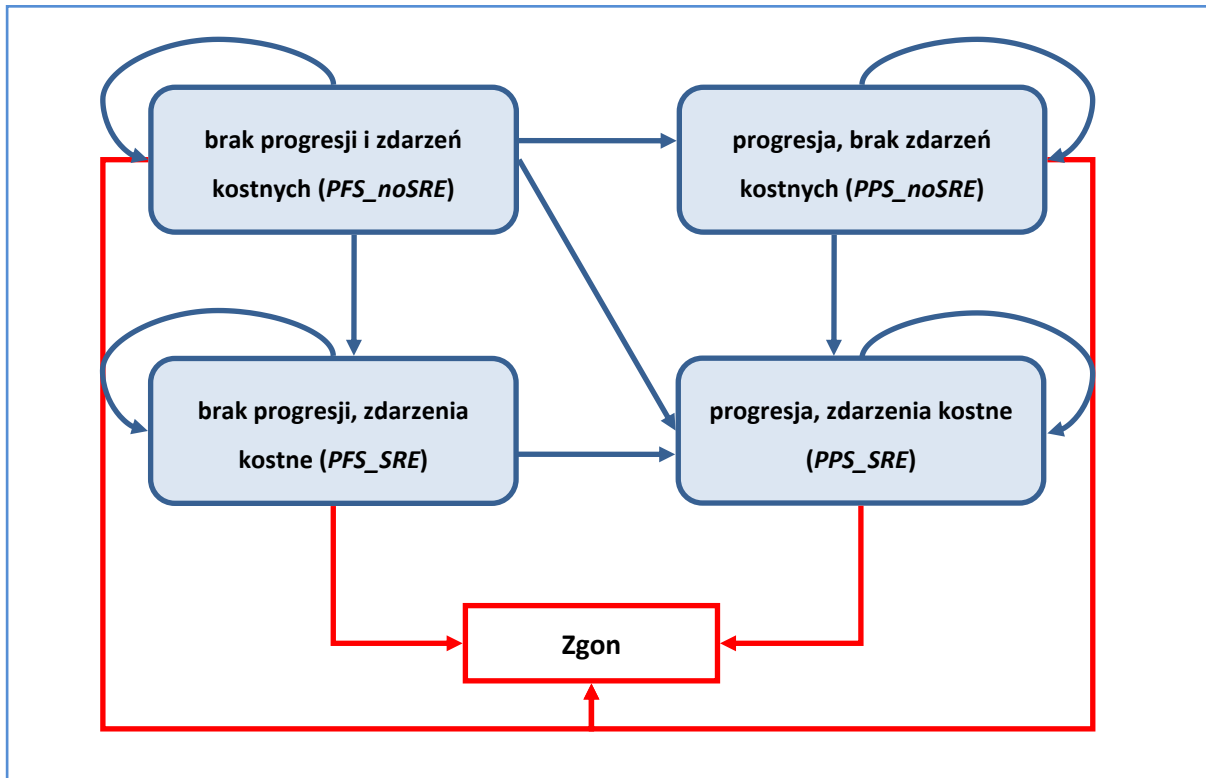 brak progresji i zdarzeń
kostnych (PFS_noSRE)
progresja, brak zdarzeń
kostnych (PPS_noSRE)
brak progresji, zdarzenia
kostne (PFS_SRE)
progresja, zdarzenia kostne
(PPS_SRE)
Zgon